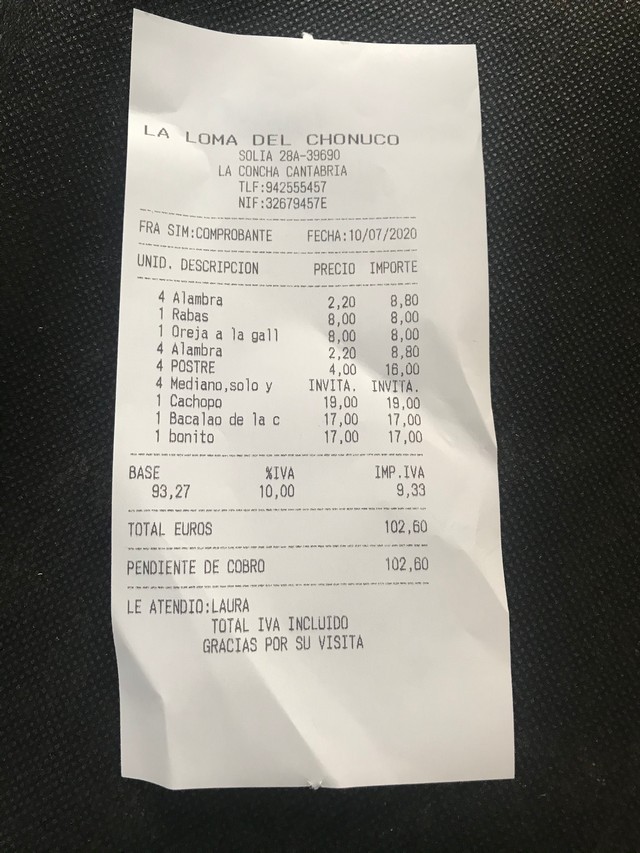 LA LOMA DEL CHONUCO
SOLIA 28A-39690
LA CONCHA CANTABRIA
TLF:942555457
NIF:32679457E
FRA SIM:COMPROBANTE FECHA:10/07/2020
UNID. DESCRIPCION PRECIO IMPORTE
4 Alambra 2,20 8,80
1 Rabas 8,00 8,00
1 Oreja a la gall 8,00 8,00
4 Alambra 2,20 8,80
4 POSTRE 4,00 16,00
4 Mediano,solo y INVITA. INVITA.
1 Cachopo 19,00 19,00
1 Bacalao de la c 17,00 17,00
1 bonito 17,00 17,00
BASE %IVA IMP.IVA
93,27 10,00 9,33
TOTAL EUROS 102,60
PENDIENTE DE COBRO 102,60
LE ATENDIO:LAURA
TOTAL IVA INCLUIDO
GRACIAS POR SU VISITA